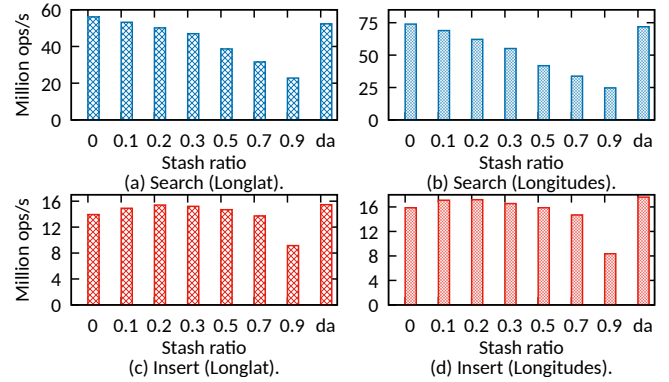 Million ops/s
60
40
20
0
0 0.1 0.2 0.3 0.5 0.7 0.9 da
Stash ratio
(a) Search (Longlat).
75
50
25
0
0 0.1 0.2 0.3 0.5 0.7 0.9 da
Stash ratio
(b) Search (Longitudes).
Million ops/s
16
12
8
4
0
0 0.1 0.2 0.3 0.5 0.7 0.9 da
Stash ratio
(c) Insert (Longlat).
16
12
8
4
0
0 0.1 0.2 0.3 0.5 0.7 0.9 da
Stash ratio
(d) Insert (Longitudes).